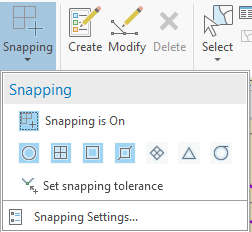 Snapping
Create
Modify
Delete
Select
Snapping
Snapping is On
Set snapping tolerance
Snapping Settings...